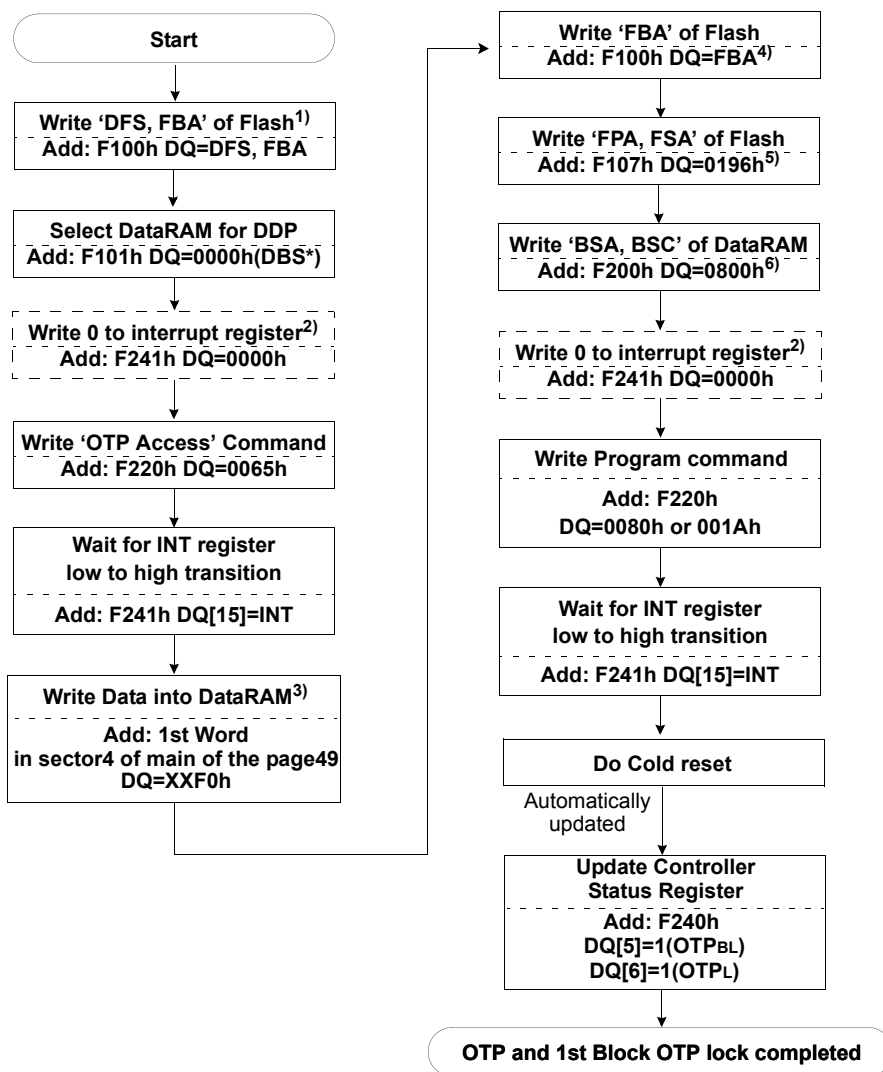 Start
Write ‘DFS, FBA’ of Flash1)
Add: F100h DQ=DFS, FBA
Select DataRAM for DDP
Add: F101h DQ=0000h(DBS*)
Write 0 to interrupt register2)
Add: F241h DQ=0000h
Write ‘OTP Access’ Command
Add: F220h DQ=0065h
Wait for INT register
low to high transition
Add: F241h DQ[15]=INT
Write Data into DataRAM3)
Add: 1st Word
in sector4 of main of the page49
DQ=XXF0h
Write ‘FBA’ of Flash
Add: F100h DQ=FBA4)
Write ‘FPA, FSA’ of Flash
Add: F107h DQ=0196h5)
Write ‘BSA, BSC’ of DataRAM
Add: F200h DQ=0800h6)
Write 0 to interrupt register2)
Add: F241h DQ=0000h
Write Program command
Add: F220h
DQ=0080h or 001Ah
Wait for INT register
low to high transition
Add: F241h DQ[15]=INT
Do Cold reset
Automatically
updated
Update Controller
Status Register
Add: F240h
DQ[5]=1(OTPBL)
DQ[6]=1(OTPL)
OTP and 1st Block OTP lock completed